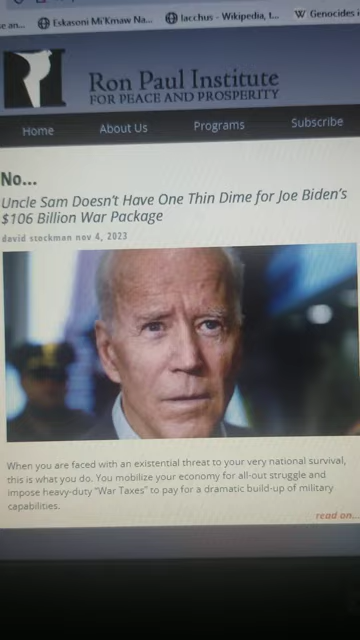 Eskasoni Mi'Kmaw Na...
Iacchus - Wikipedia, t...
W Genocides i
Ron Paul Institute
FOR PEACE AND PROSPERITY
Home About Us Programs Subscribe
No...
Uncle Sam Doesn't Have One Thin Dime for Joe Biden's
$106 Billion War Package
david stockman nov 4, 2023
When you are faced with an existential threat to your very national survival,
this is what you do. You mobilize your economy for all-out struggle and
impose heavy-duty "War Taxes" to pay for a dramatic build-up of military
capabilities.
read on...